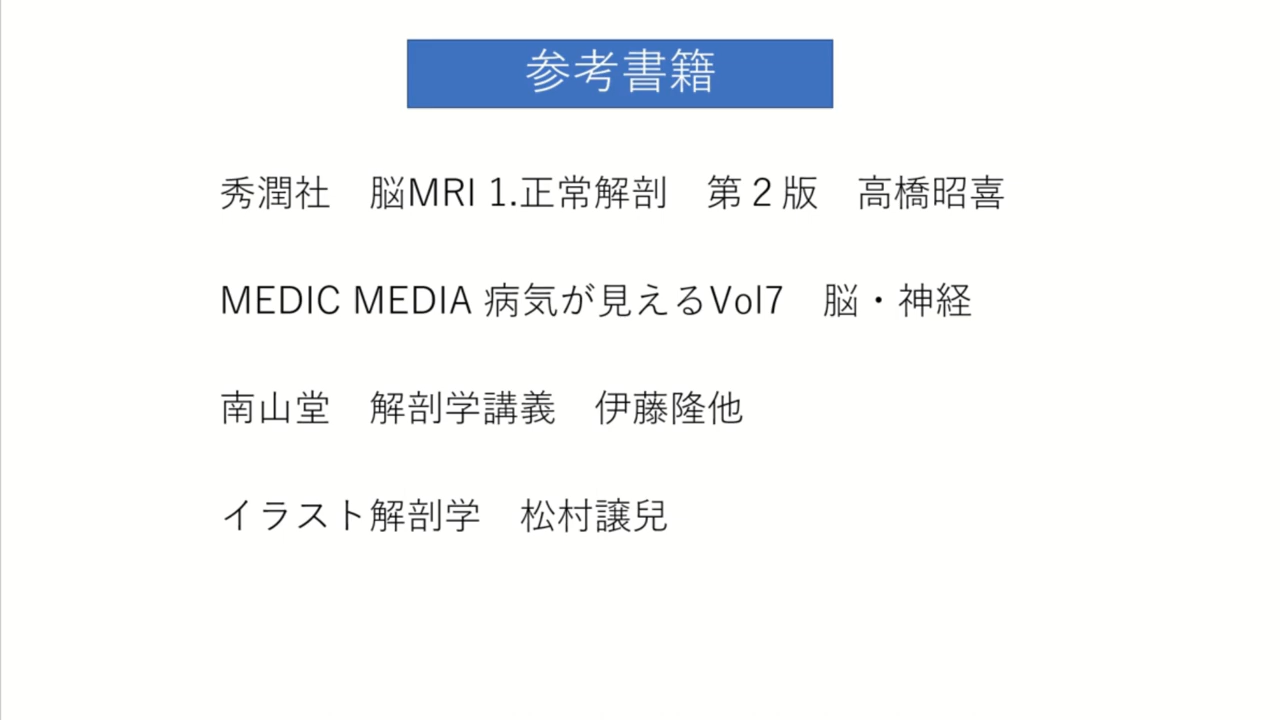 参考書籍
秀潤社　脳MRI 1.正常解剖　第２版　高橋昭喜
MEDIC MEDIA 病気が見えるVol7　脳・神経
南山堂　解剖学講義　伊藤隆他
イラスト解剖学　松村譲兒